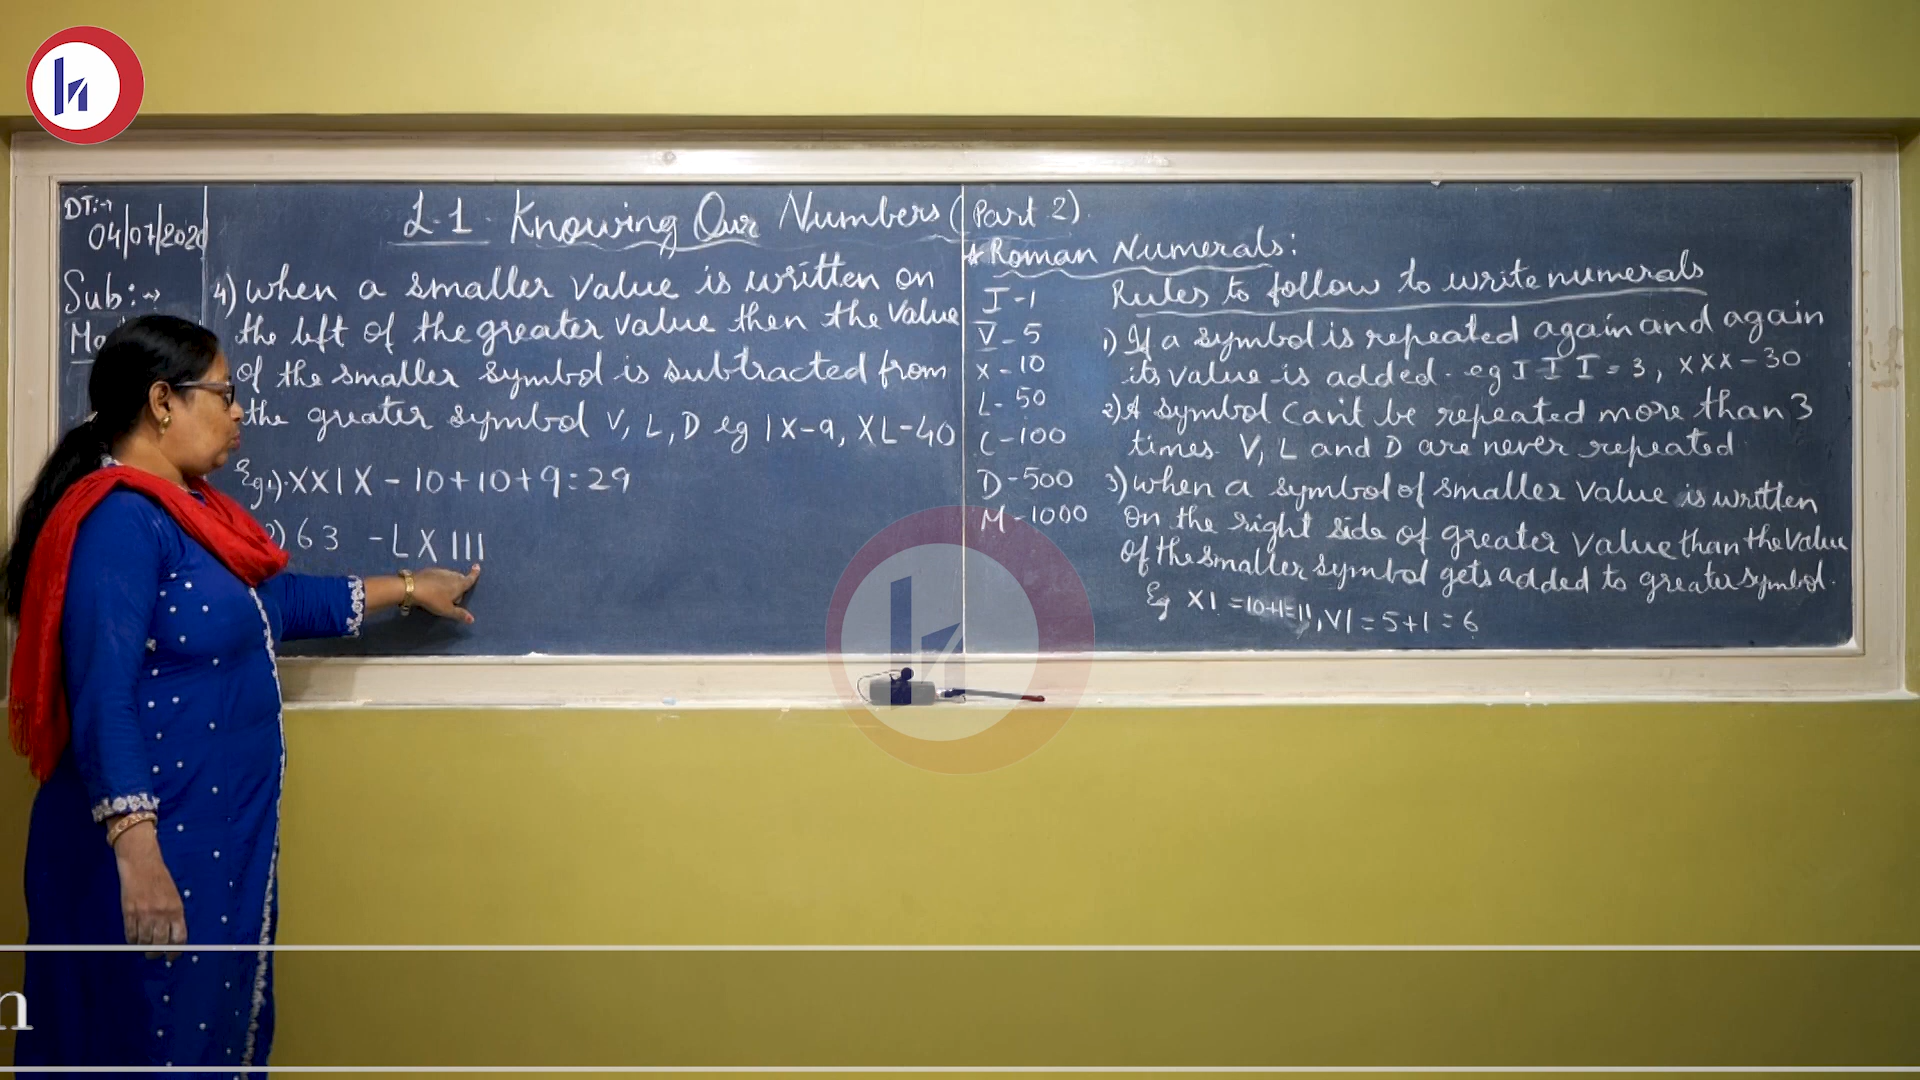 DT:→
04/07/2020
Sub:→
L-1. Knowing Our Numbers (Part 2).
4) When a smaller value is written on
the left of the greater value then the value
of the smaller symbol is subtracted from
the greater symbol V, L, D eg IX-9, XL-40
Eg 1). XXIX - 10+10+9=29
2) 63 - LXIII
* Roman Numerals:
I - 1
V - 5
X - 10
L - 50
C - 100
D - 500
M - 1000
Rules to follow to write numerals
1) If a symbol is repeated again and again
its value is added. eg III = 3, XXX - 30
2) A symbol can't be repeated more than 3
times. V, L and D are never repeated
3) When a symbol of smaller value is written
on the right side of greater value than the value
of the smaller symbol gets added to greater symbol.
Eg XI = 10+1=11, VI = 5+1 = 6
n